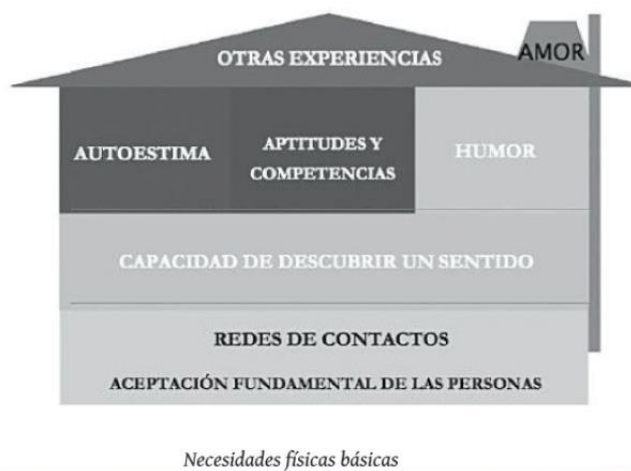 AMOR
OTRAS EXPERIENCIAS
AUTOESTIMA
APTITUDES Y
COMPETENCIAS
HUMOR
CAPACIDAD DE DESCUBRIR UN SENTIDO
REDES DE CONTACTOS
ACEPTACIÓN FUNDAMENTAL DE LAS PERSONAS
Necesidades físicas básicas